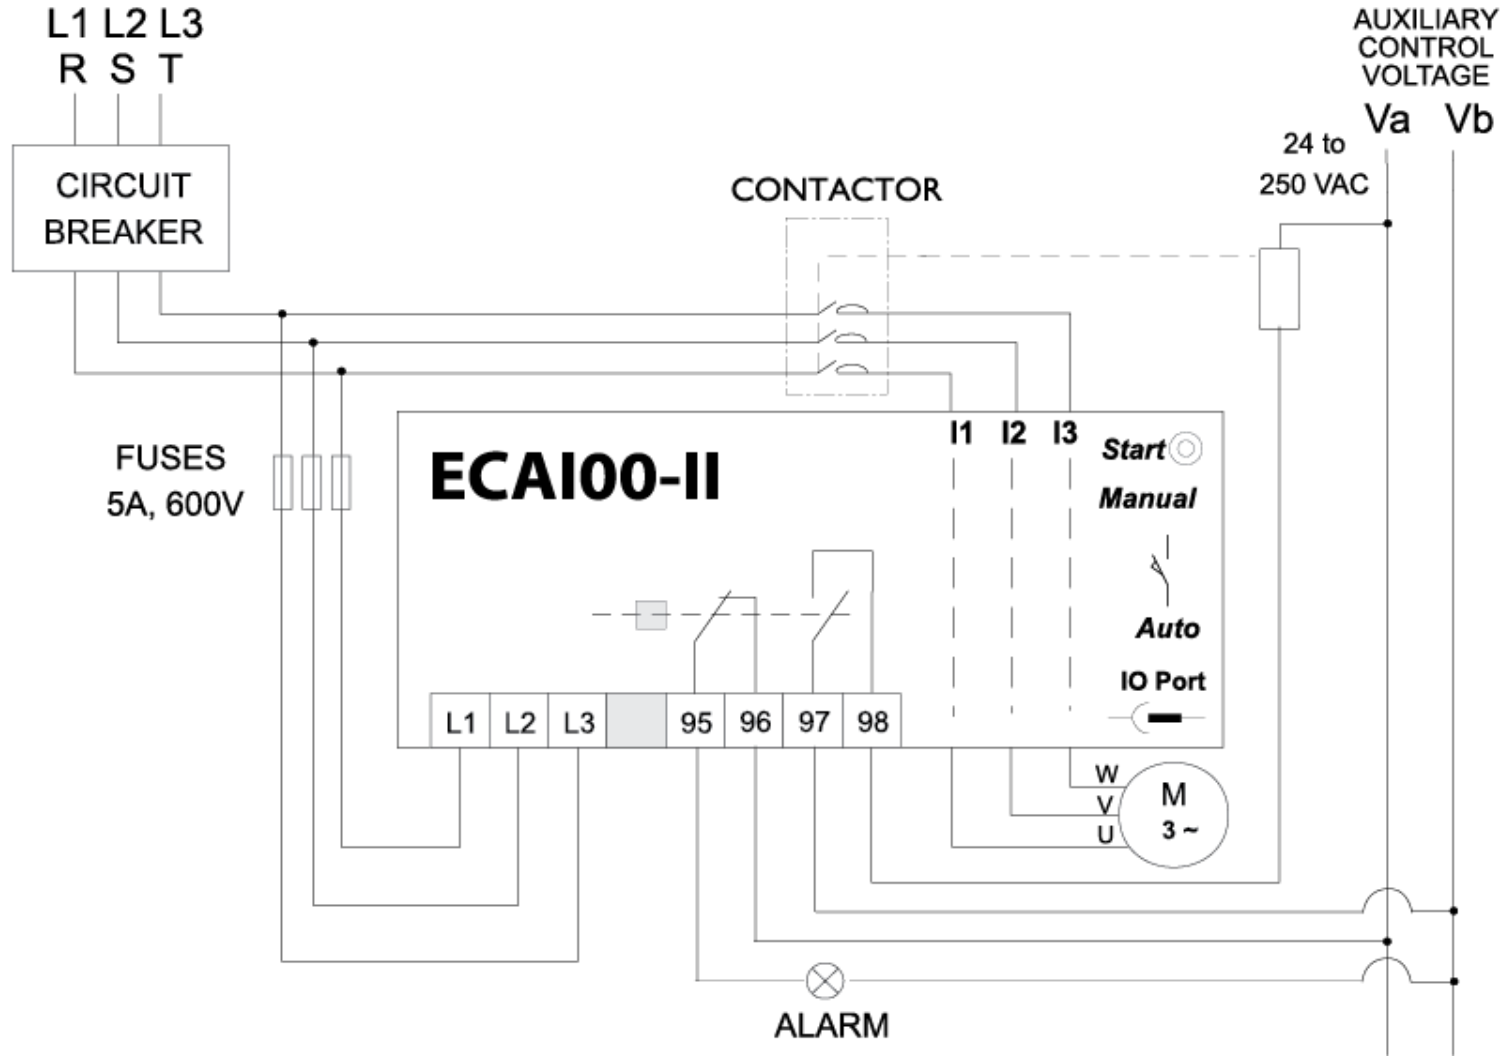 L1 L2 L3
R S T
AUXILIARY
CONTROL
VOLTAGE
Va Vb
24 to
250 VAC
CIRCUIT
BREAKER
CONTACTOR
FUSES
5A, 600V
ECAI00-II
I1 I2 I3
Start
Manual
Auto
IO Port
L1 L2 L3 95 96 97 98
W
V
U
M
3 ~
ALARM